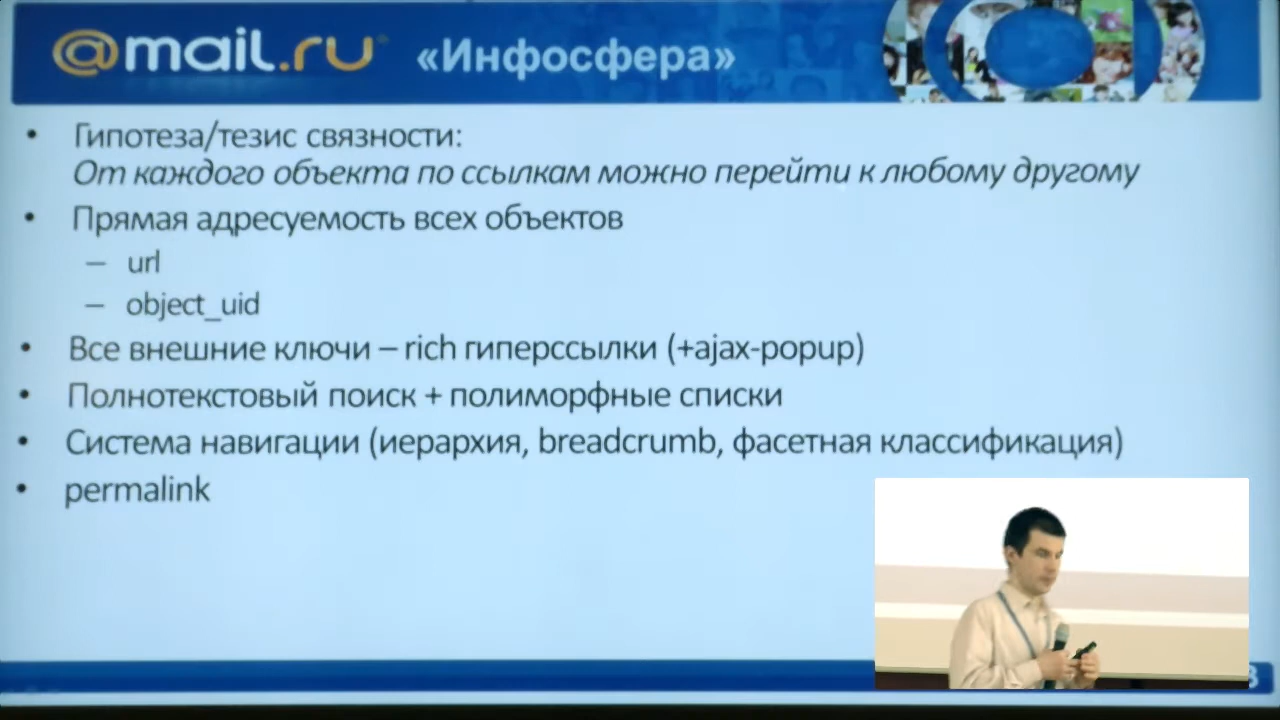 @mail.ru «Инфосфера»
• Гипотеза/тезис связности:
От каждого объекта по ссылкам можно перейти к любому другому
• Прямая адресуемость всех объектов
– url
– object_uid
• Все внешние ключи – rich гиперссылки (+ajax-popup)
• Полнотекстовый поиск + полиморфные списки
• Система навигации (иерархия, breadcrumb, фасетная классификация)
• permalink